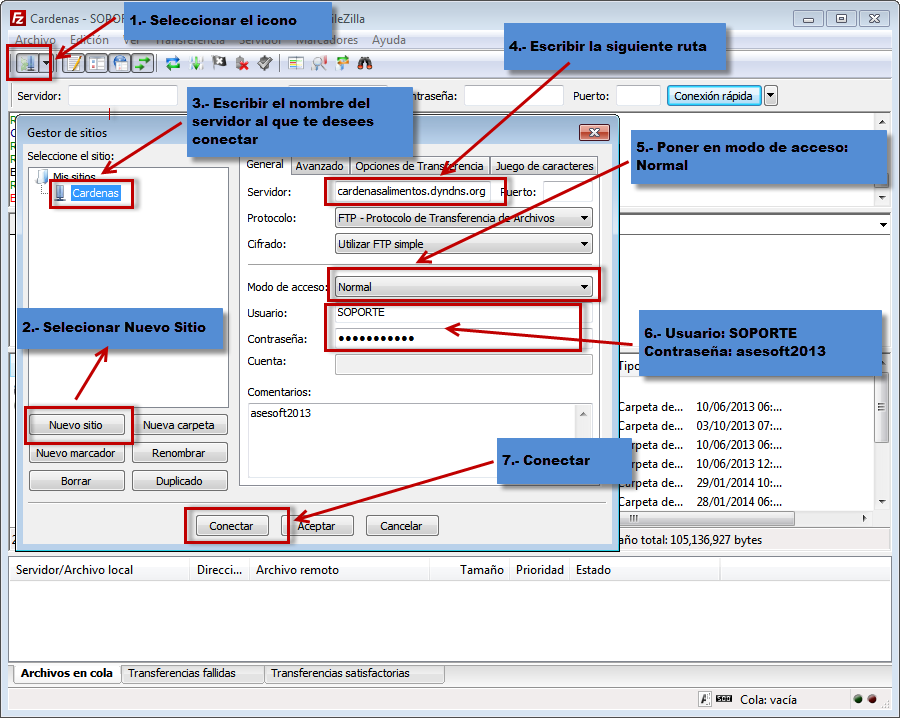 Cardenas - SOPO
leZilla
1.- Seleccionar el icono
Archivo Edición Ver Transferencia Servidor Marcadores Ayuda
4.- Escribir la siguiente ruta
Servidor:
traseña:
Puerto:
Conexión rápida
3.- Escribir el nombre del
servidor al que te desees
conectar
Gestor de sitios
Seleccione el sitio:
Mis sitios
Cardenas
General Avanzado Opciones de Transferencia Juego de caracteres
5.- Poner en modo de acceso:
Normal
Servidor: cardenasalimentos.dyndns.org Puerto:
Protocolo: FTP - Protocolo de Transferencia de Archivos
Cifrado: Utilizar FTP simple
Modo de acceso: Normal
Usuario: SOPORTE
Contraseña: ●●●●●●●●●●●
Cuenta:
2.- Selecionar Nuevo Sitio
6.- Usuario: SOPORTE
Contraseña: asesoft2013
Comentarios:
asesoft2013
Nuevo sitio Nueva carpeta
Nuevo marcador Renombrar
Borrar Duplicado
7.- Conectar
Conectar Aceptar Cancelar
Tipo
Carpeta de... 10/06/2013 06:...
Carpeta de... 03/10/2013 07:...
Carpeta de... 10/06/2013 06:...
Carpeta de... 10/06/2013 12:...
Carpeta de... 29/01/2014 10:...
Carpeta de... 28/01/2014 06:...
año total: 105,136,927 bytes
Servidor/Archivo local Direcci... Archivo remoto Tamaño Prioridad Estado
Archivos en cola Transferencias fallidas Transferencias satisfactorias
Cola: vacía